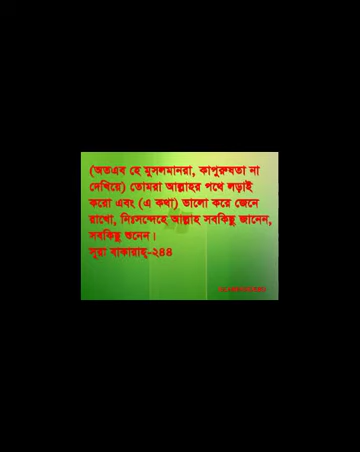 (অতএব হে মুসলমানরা, কাপুরুষতা না
দেখিয়ে) তোমরা আল্লাহর পথে লড়াই
করো এবং (এ কথা) ভালো করে জেনে
রাখো, নিঃসন্দেহে আল্লাহ সবকিছু জানেন,
সবকিছু শুনেন।
সূরা বাকারাহ্-২৪৪